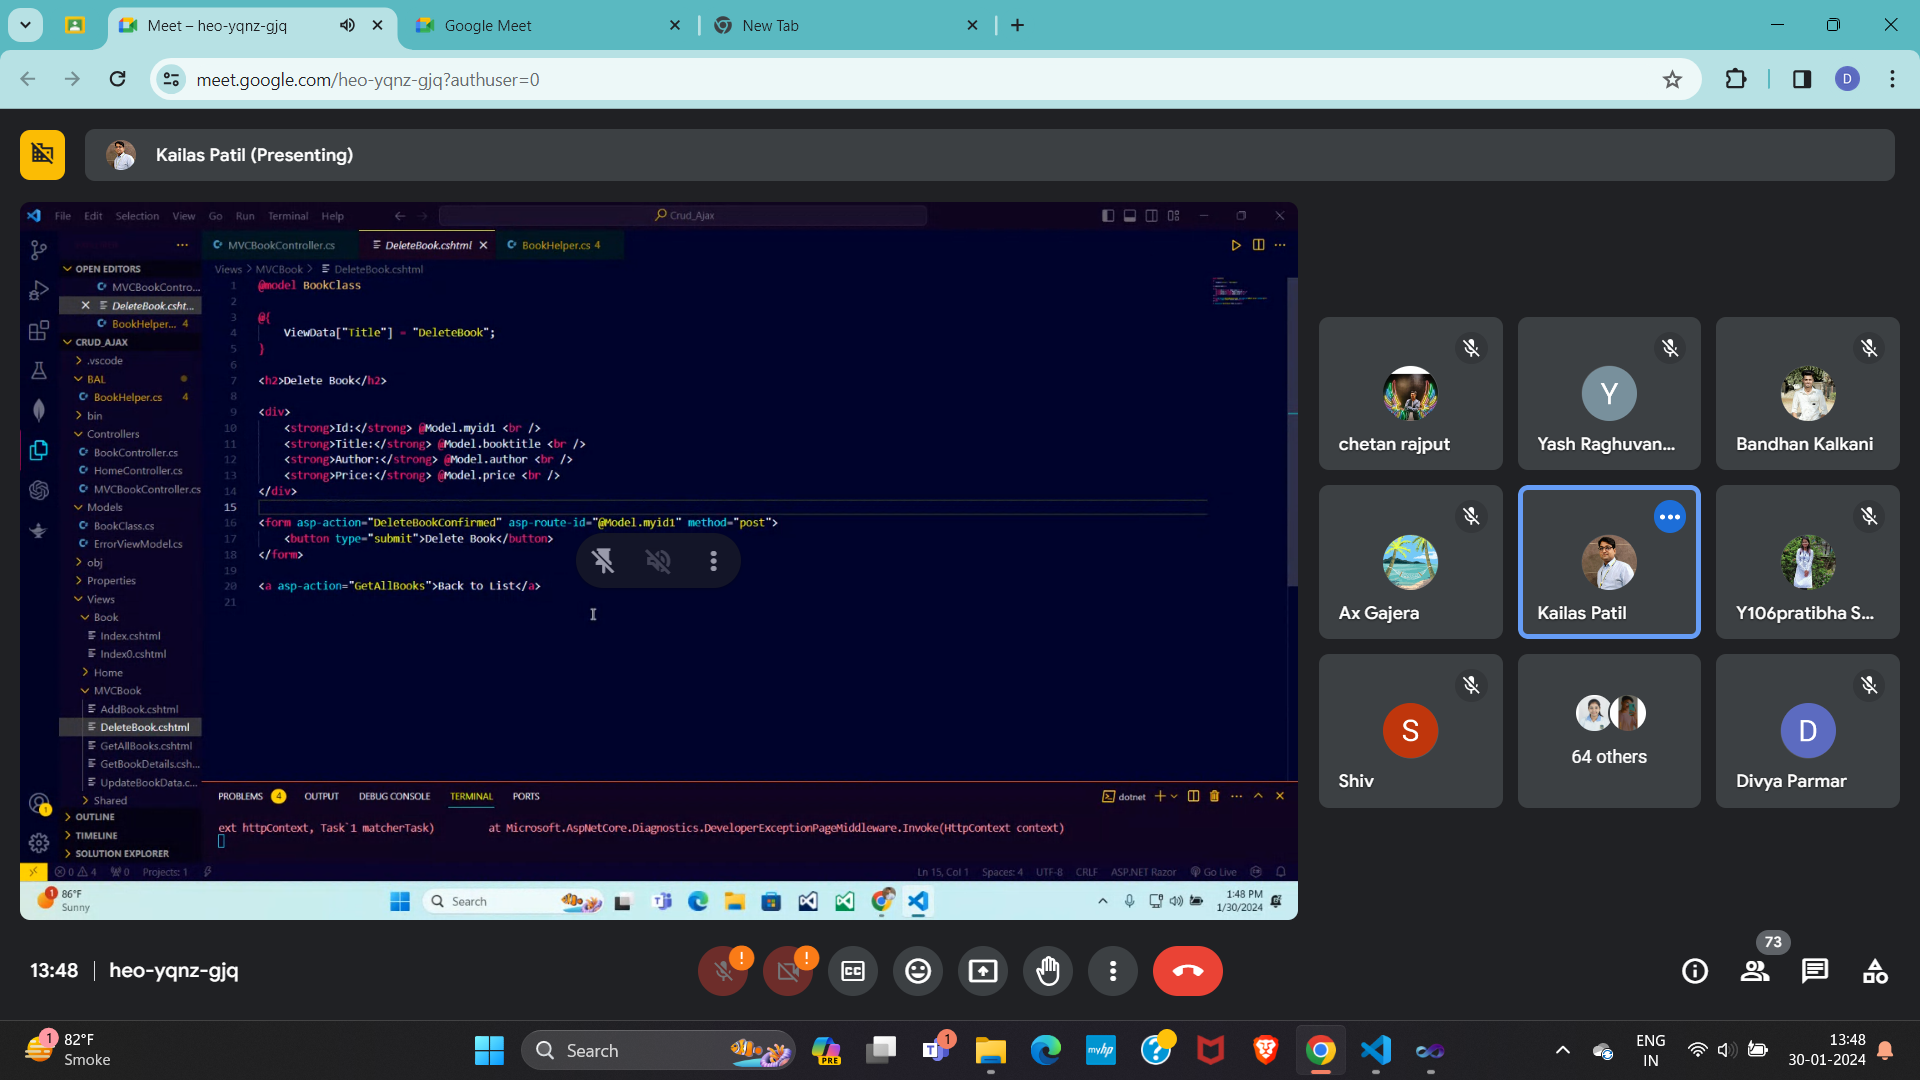 Meet – heo-yqnz-gjq
Google Meet
New Tab
meet.google.com/heo-yqnz-gjq?authuser=0
D
Kailas Patil (Presenting)
File Edit Selection View Go Run Terminal Help
Crud_Ajax
MVCBookController.cs
DeleteBook.cshtml
BookHelper.cs 4
OPEN EDITORS
MVCBookContro...
DeleteBook.csht...
BookHelper... 4
CRUD_AJAX
.vscode
BAL
BookHelper.cs 4
bin
Controllers
BookController.cs
HomeController.cs
MVCBookController.cs
Models
BookClass.cs
ErrorViewModel.cs
obj
Properties
Views
Book
Index.cshtml
Index0.cshtml
Home
MVCBook
AddBook.cshtml
DeleteBook.cshtml
GetAllBooks.cshtml
GetBookDetails.csh...
UpdateBookData.c...
Shared
OUTLINE
TIMELINE
SOLUTION EXPLORER
Views > MVCBook > DeleteBook.cshtml
1 @model BookClass
2
3 @{
4 ViewData["Title"] = "DeleteBook";
5 }
6
7 <h2>Delete Book</h2>
8
9 <div>
10 <strong>Id:</strong> @Model.myid1 <br />
11 <strong>Title:</strong> @Model.booktitle <br />
12 <strong>Author:</strong> @Model.author <br />
13 <strong>Price:</strong> @Model.price <br />
14 </div>
15
16 <form asp-action="DeleteBookConfirmed" asp-route-id="@Model.myid1" method="post">
17 <button type="submit">Delete Book</button>
18 </form>
19
20 <a asp-action="GetAllBooks">Back to List</a>
21
PROBLEMS 4 OUTPUT DEBUG CONSOLE TERMINAL PORTS
dotnet
ext httpContext, Task`1 matcherTask) at Microsoft.AspNetCore.Diagnostics.DeveloperExceptionPageMiddleware.Invoke(HttpContext context)
0 4 0 Projects: 1
Ln 15, Col 1 Spaces: 4 UTF-8 CRLF ASP.NET Razor Go Live
1
86°F
Sunny
Search
1:48 PM
1/30/2024
chetan rajput
Y
Yash Raghuvan...
Bandhan Kalkani
Ax Gajera
Kailas Patil
Y106pratibha S...
S
Shiv
64 others
D
Divya Parmar
13:48 | heo-yqnz-gjq
73
1
82°F
Smoke
Search
PRE
1
myhp
ENG
IN
13:48
30-01-2024